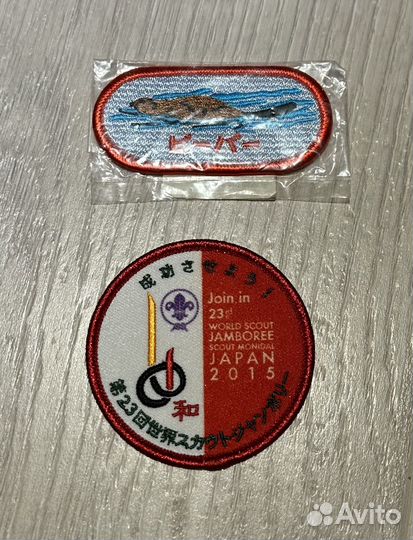 ビーバー
成功させよう!
Join in
23rd
WORLD SCOUT
JAMBOREE
SCOUT MONDIAL
JAPAN
2015
和
第23回世界スカウトジャンボリー
Avito